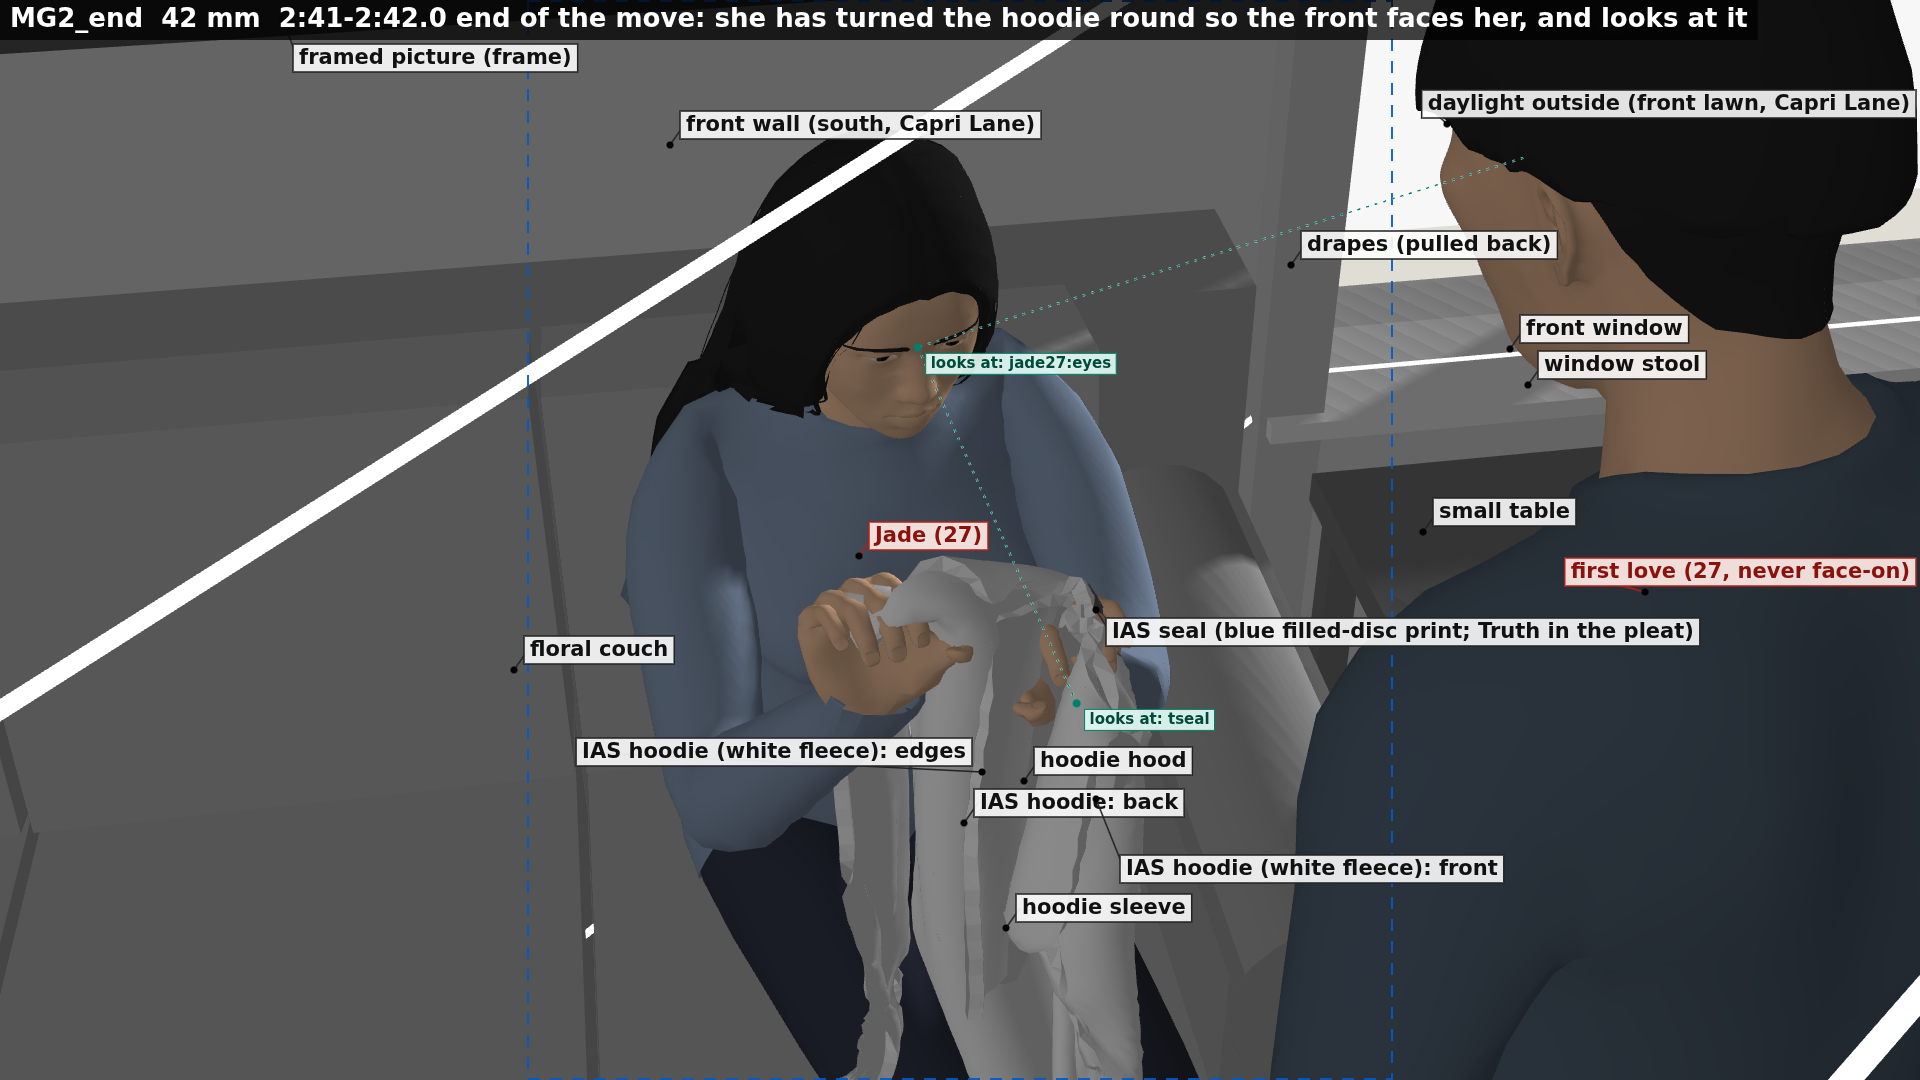 MG2_end  42 mm  2:41-2:42.0 end of the move: she has turned the hoodie round so the front faces her, and looks at it
framed picture (frame)
daylight outside (front lawn, Capri Lane)
front wall (south, Capri Lane)
drapes (pulled back)
front window
looks at: jade27:eyes
window stool
small table
Jade (27)
first love (27, never face-on)
IAS seal (blue filled-disc print; Truth in the pleat)
floral couch
looks at: tseal
IAS hoodie (white fleece): edges
hoodie hood
IAS hoodie: back
IAS hoodie (white fleece): front
hoodie sleeve